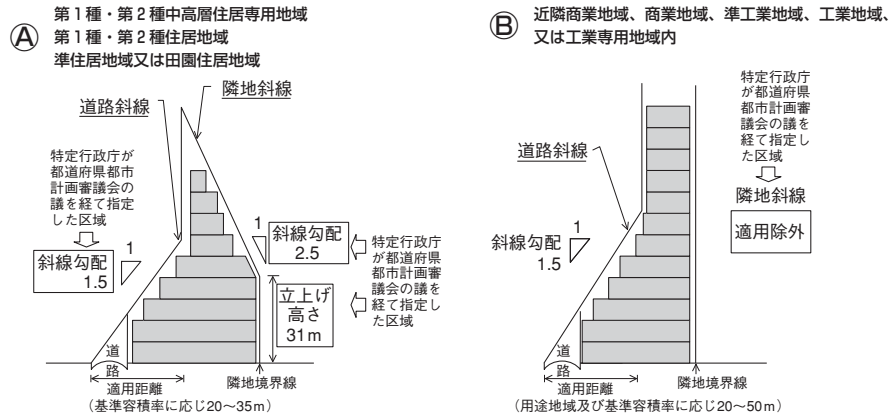 Ⓐ
第1種・第2種中高層住居専用地域
第1種・第2種住居地域
準住居地域又は田園住居地域
隣地斜線
道路斜線
特定行政庁が
都道府県都市
計画審議会の
議を経て指定
した区域
1
斜線勾配
1.5
1
斜線勾配
2.5
特定行政庁
が都道府県
都市計画審
議会の議を
経て指定し
た区域
立上げ
高さ
31m
道
路
適用距離
隣地境界線
（基準容積率に応じ20～35m）
Ⓑ
近隣商業地域、商業地域、準工業地域、工業地域、
又は工業専用地域内
特定行政庁
が都道府県
都市計画審
議会の議を
経て指定し
た区域
道路斜線
隣地斜線
適用除外
斜線勾配
1.5
1
道
路
適用距離
隣地境界線
（用途地域及び基準容積率に応じ20～50m）